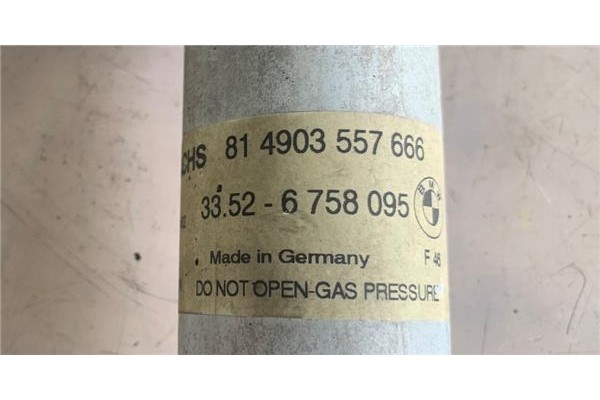 CHS 81 4903 557 666
33.52 - 6 758 095 BMW
Made in Germany F 46
DO NOT OPEN-GAS PRESSURE